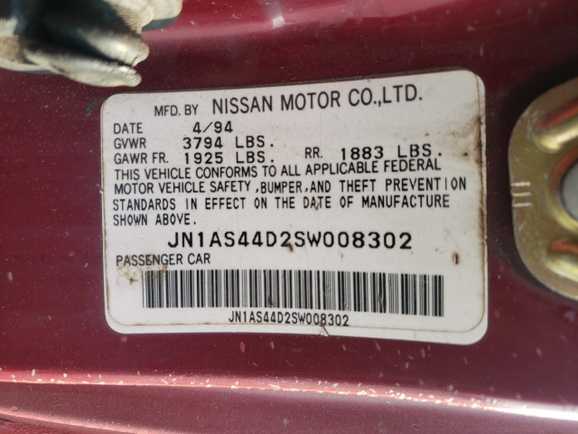 MFD. BY NISSAN MOTOR CO.,LTD.
DATE 4/94
GVWR 3794 LBS.
GAWR FR. 1925 LBS. RR. 1883 LBS.
THIS VEHICLE CONFORMS TO ALL APPLICABLE FEDERAL
MOTOR VEHICLE SAFETY, BUMPER, AND THEFT PREVENTION
STANDARDS IN EFFECT ON THE DATE OF MANUFACTURE
SHOWN ABOVE.
JN1AS44D2SW008302
PASSENGER CAR
JN1AS44D2SW008302